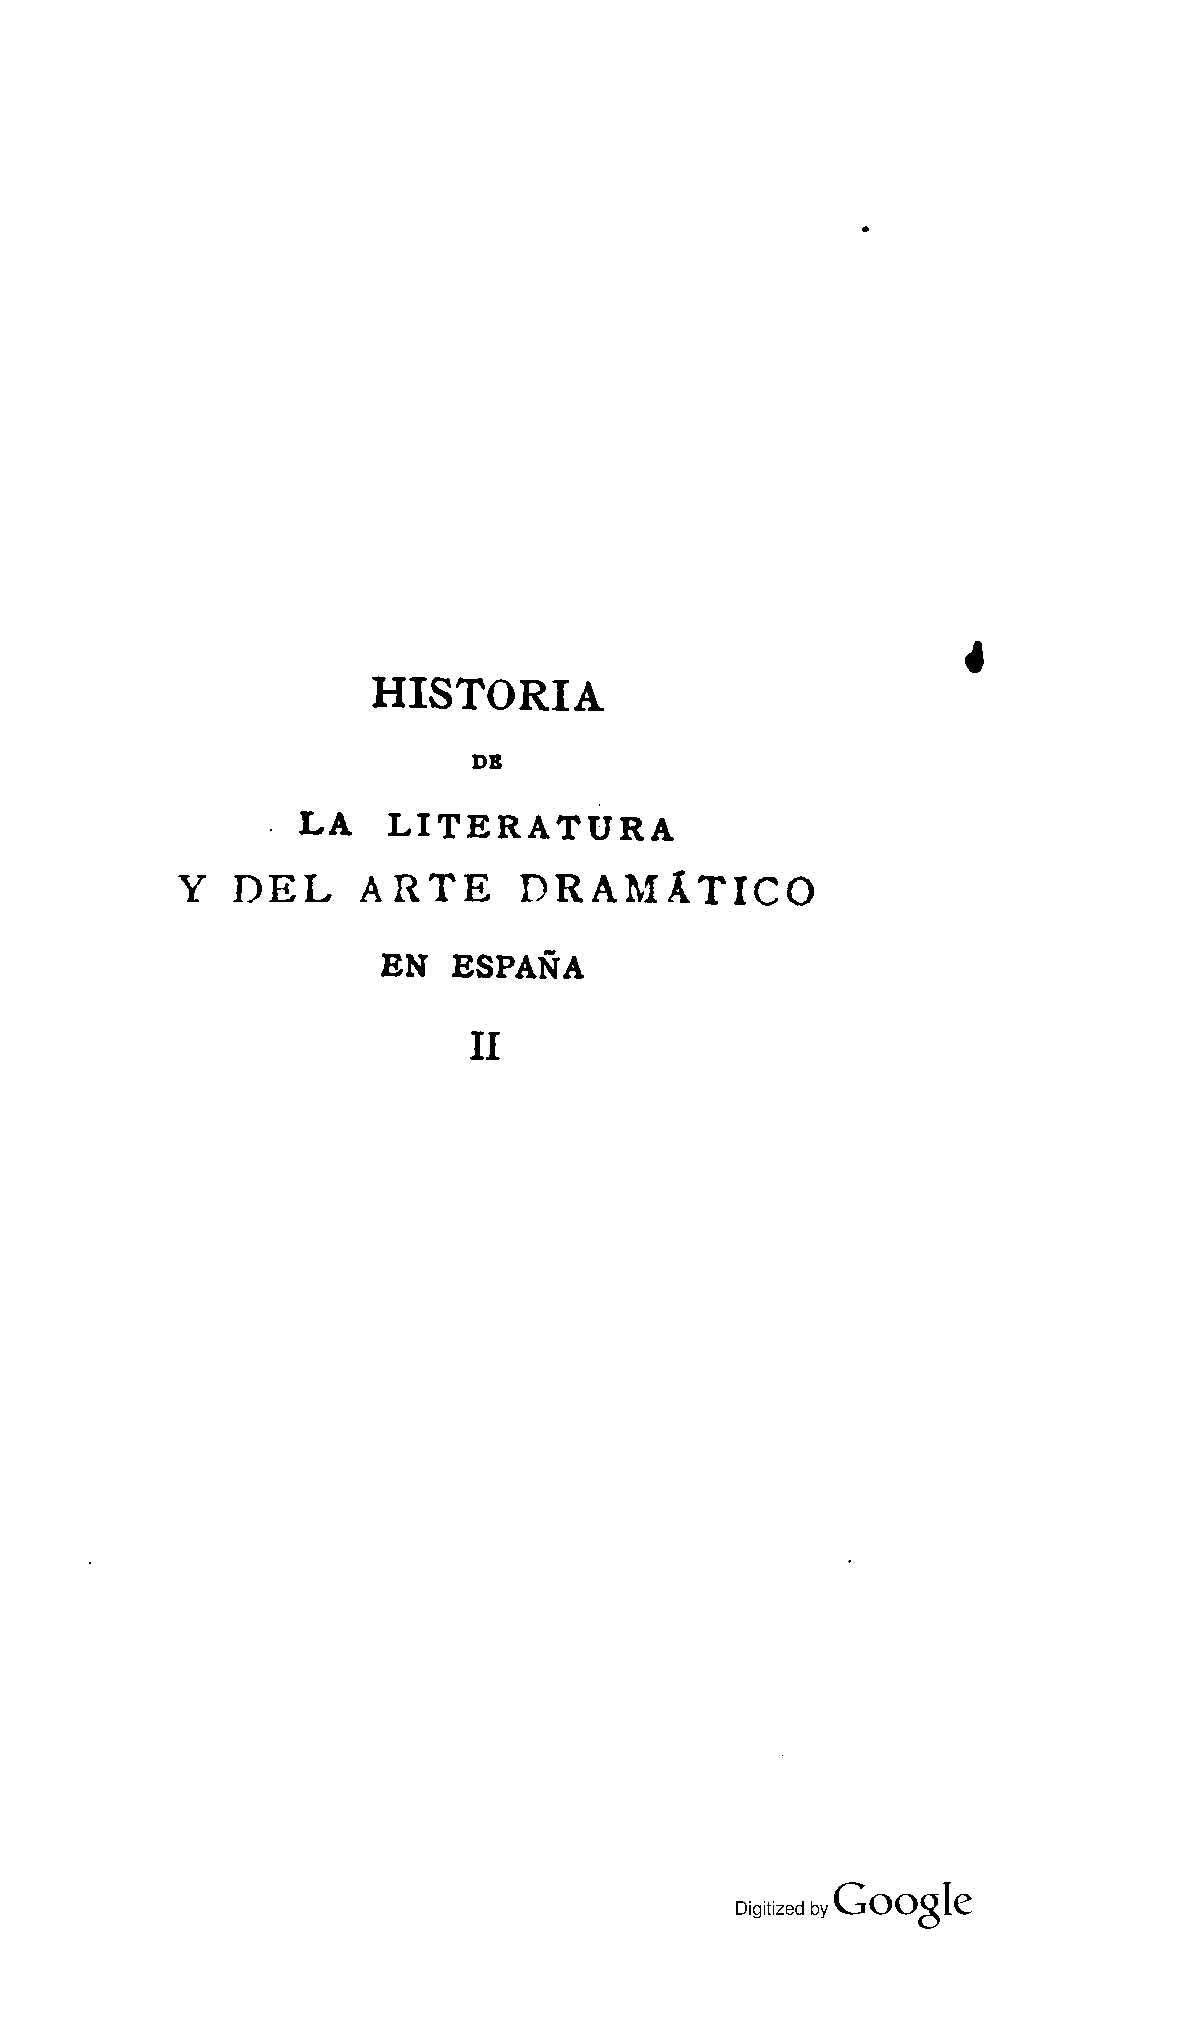 HISTORIA
DE
LA LITERATURA
Y DEL ARTE DRAMÁTICO
EN ESPAÑA
II
Digitized by Google